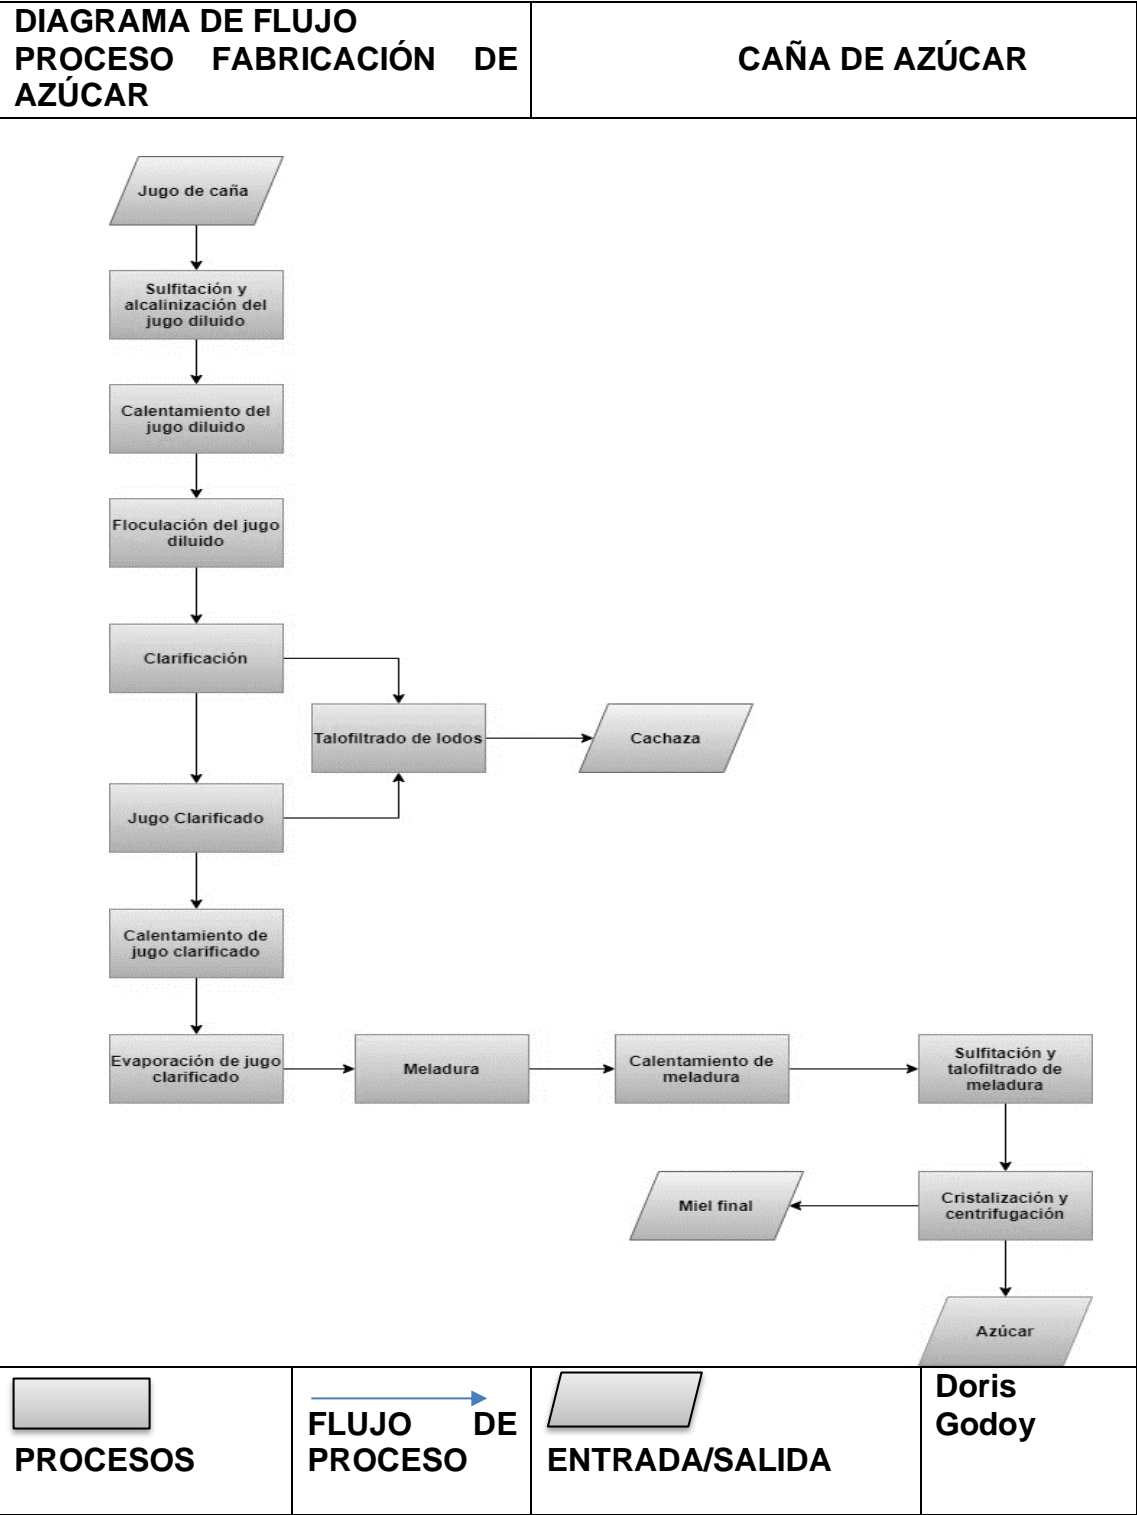 DIAGRAMA DE FLUJO
PROCESO FABRICACIÓN DE
AZÚCAR
CAÑA DE AZÚCAR
Jugo de caña
Sulfitación y
alcalinización del
jugo diluido
Calentamiento del
jugo diluido
Floculación del jugo
diluido
Clarificación
Talofiltrado de lodos
Cachaza
Jugo Clarificado
Calentamiento de
jugo clarificado
Evaporación de jugo
clarificado
Meladura
Calentamiento de
meladura
Sulfitación y
talofiltrado de
meladura
Miel final
Cristalización y
centrifugación
Azúcar
PROCESOS
FLUJO DE
PROCESO
ENTRADA/SALIDA
Doris
Godoy